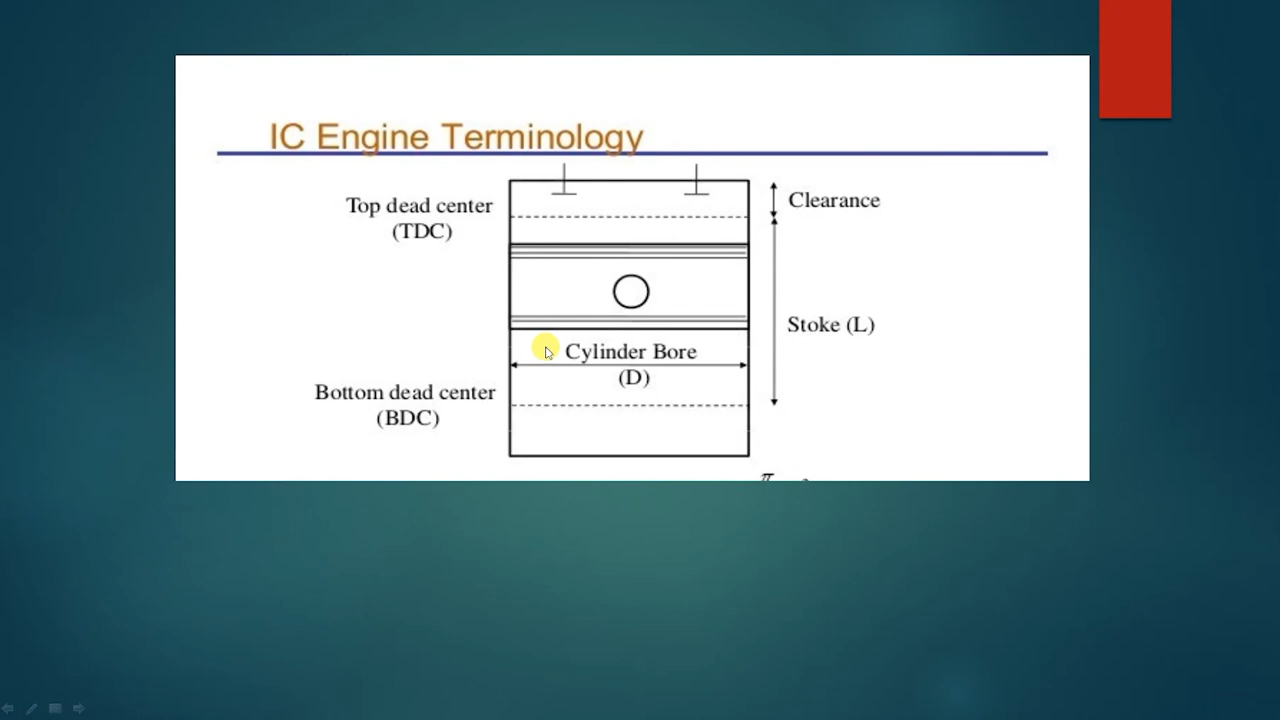 IC Engine Terminology
Top dead center
(TDC)
Clearance
Stoke (L)
Cylinder Bore
(D)
Bottom dead center
(BDC)
π